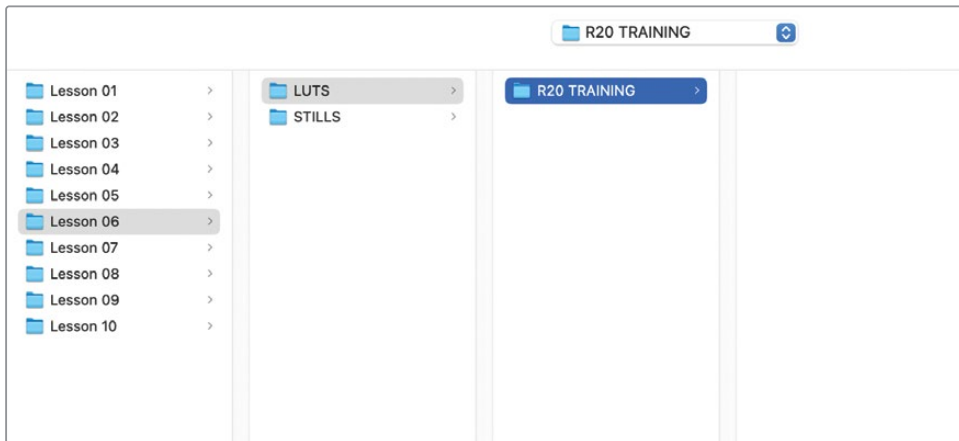 R20 TRAINING
Lesson 01
Lesson 02
Lesson 03
Lesson 04
Lesson 05
Lesson 06
Lesson 07
Lesson 08
Lesson 09
Lesson 10
LUTS
STILLS
R20 TRAINING